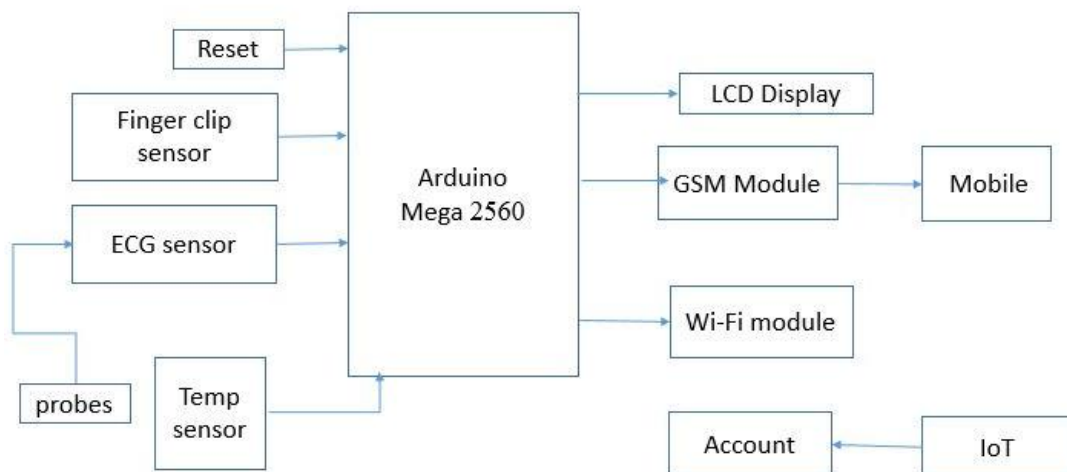 Reset
LCD Display
Finger clip
sensor
Arduino
Mega 2560
GSM Module
Mobile
ECG sensor
Wi-Fi module
probes
Temp
sensor
Account
IoT